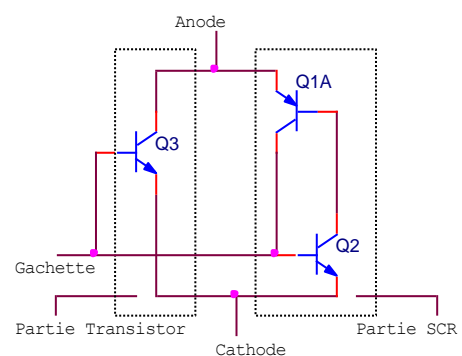 Anode
Q1A
Q3
Q2
Gachette
Partie Transistor
Partie SCR
Cathode